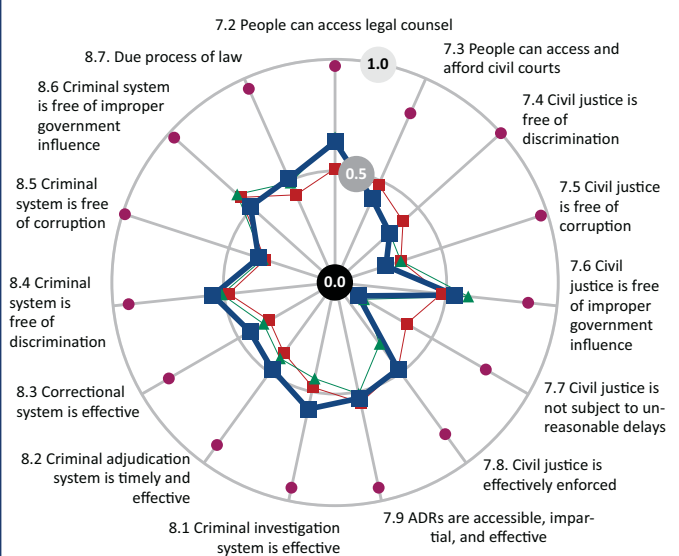 7.2 People can access legal counsel
8.7. Due process of law
7.3 People can access and
afford civil courts
1.0
8.6 Criminal system
is free of improper
government
influence
7.4 Civil justice is
free of
discrimination
8.5 Criminal
system is free
of corruption
0.5
7.5 Civil justice
is free of
corruption
8.4 Criminal
system is
free of
discrimination
0.0
7.6 Civil
justice is free
of improper
government
influence
8.3 Correctional
system is effective
7.7 Civil justice is
not subject to un-
reasonable delays
8.2 Criminal adjudication
system is timely and
effective
7.8. Civil justice is
effectively enforced
8.1 Criminal investigation
system is effective
7.9 ADRs are accessible, impar-
tial, and effective